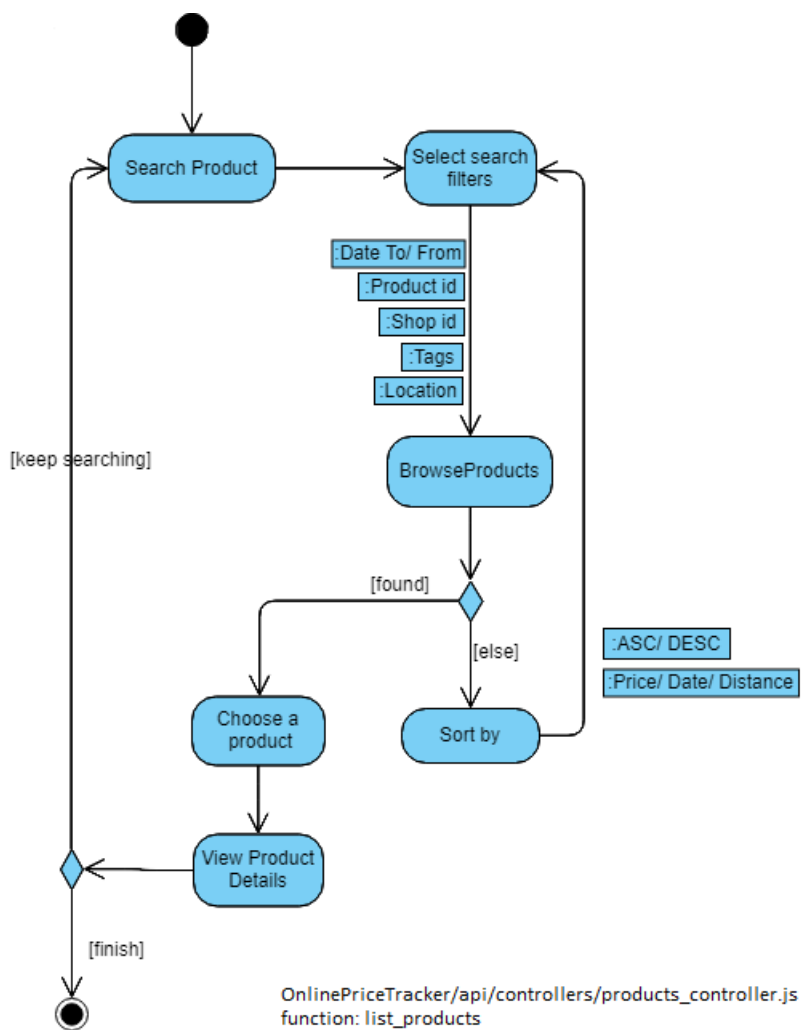 Search Product
Select search
filters
:Date To/ From
:Product id
:Shop id
:Tags
:Location
[keep searching]
BrowseProducts
[found]
[else]
:ASC/ DESC
:Price/ Date/ Distance
Choose a
product
Sort by
View Product
Details
[finish]
OnlinePriceTracker/api/controllers/products_controller.js
function: list_products